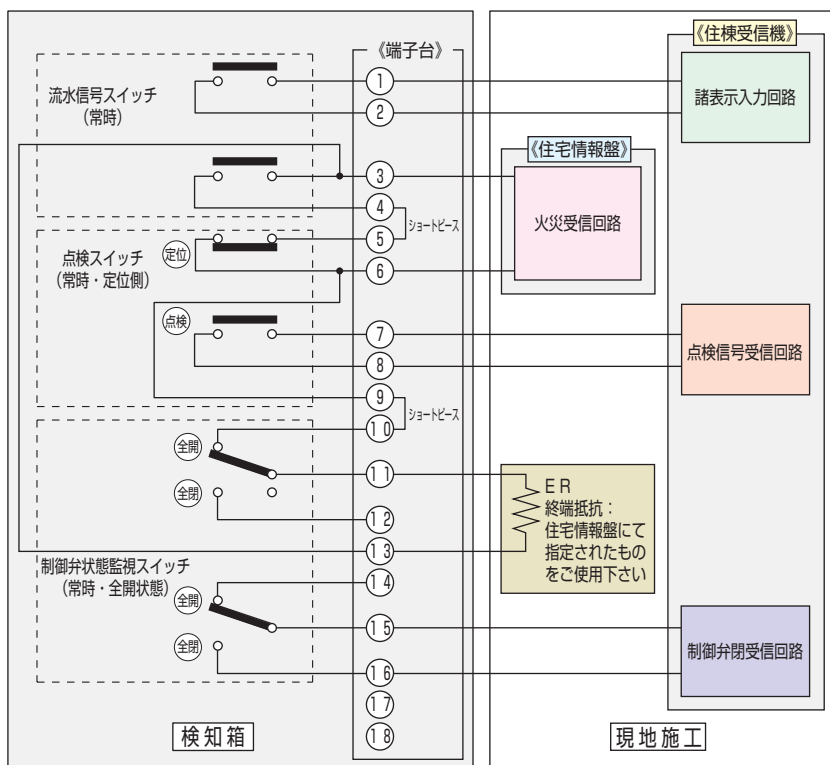 《端子台》
《住棟受信機》
流水信号スイッチ
（常時）
①
②
諸表示入力回路
《住宅情報盤》
③
④
ショートピース
火災受信回路
点検スイッチ
（常時・定位側）
定位
⑤
⑥
点検
⑦
⑧
点検信号受信回路
⑨
ショートピース
⑩
全開
⑪
全閉
⑫
ER
終端抵抗：
住宅情報盤にて
指定されたもの
をご使用下さい
⑬
制御弁状態監視スイッチ
（常時・全開状態）
⑭
全開
⑮
全閉
⑯
制御弁閉受信回路
⑰
⑱
検知箱
現地施工